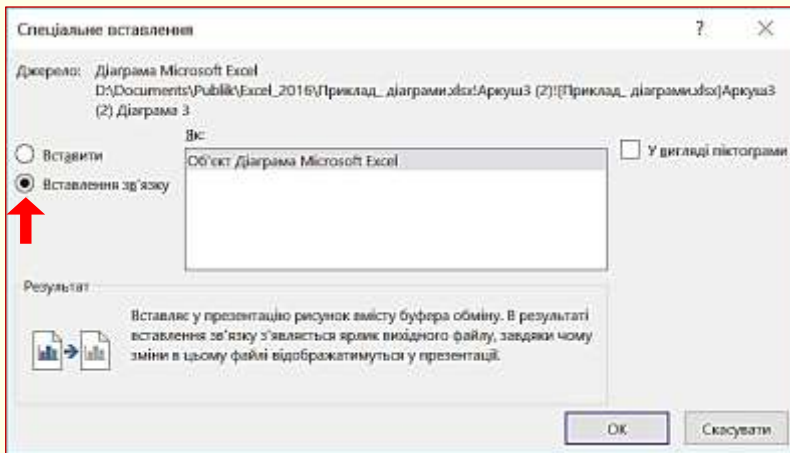 Спеціальне вставлення
?
Джерело: Діаграма Microsoft Excel
D:\Documents\Publik\Excel_2016\Приклад_ діаграми.xlsx!Аркуш3 (2)![Приклад_ діаграми.xlsx]Аркуш3
(2) Діаграма 3
Як:
Вставити
Об'єкт Діаграма Microsoft Excel
У вигляді піктограми
Вставлення зв'язку
Результат
Вставляє у презентацію рисунок вмісту буфера обміну. В результаті
вставлення зв'язку з'являється ярлик вихідного файлу, завдяки чому
зміни в цьому файлі відображатимуться у презентації.
ОК
Скасувати